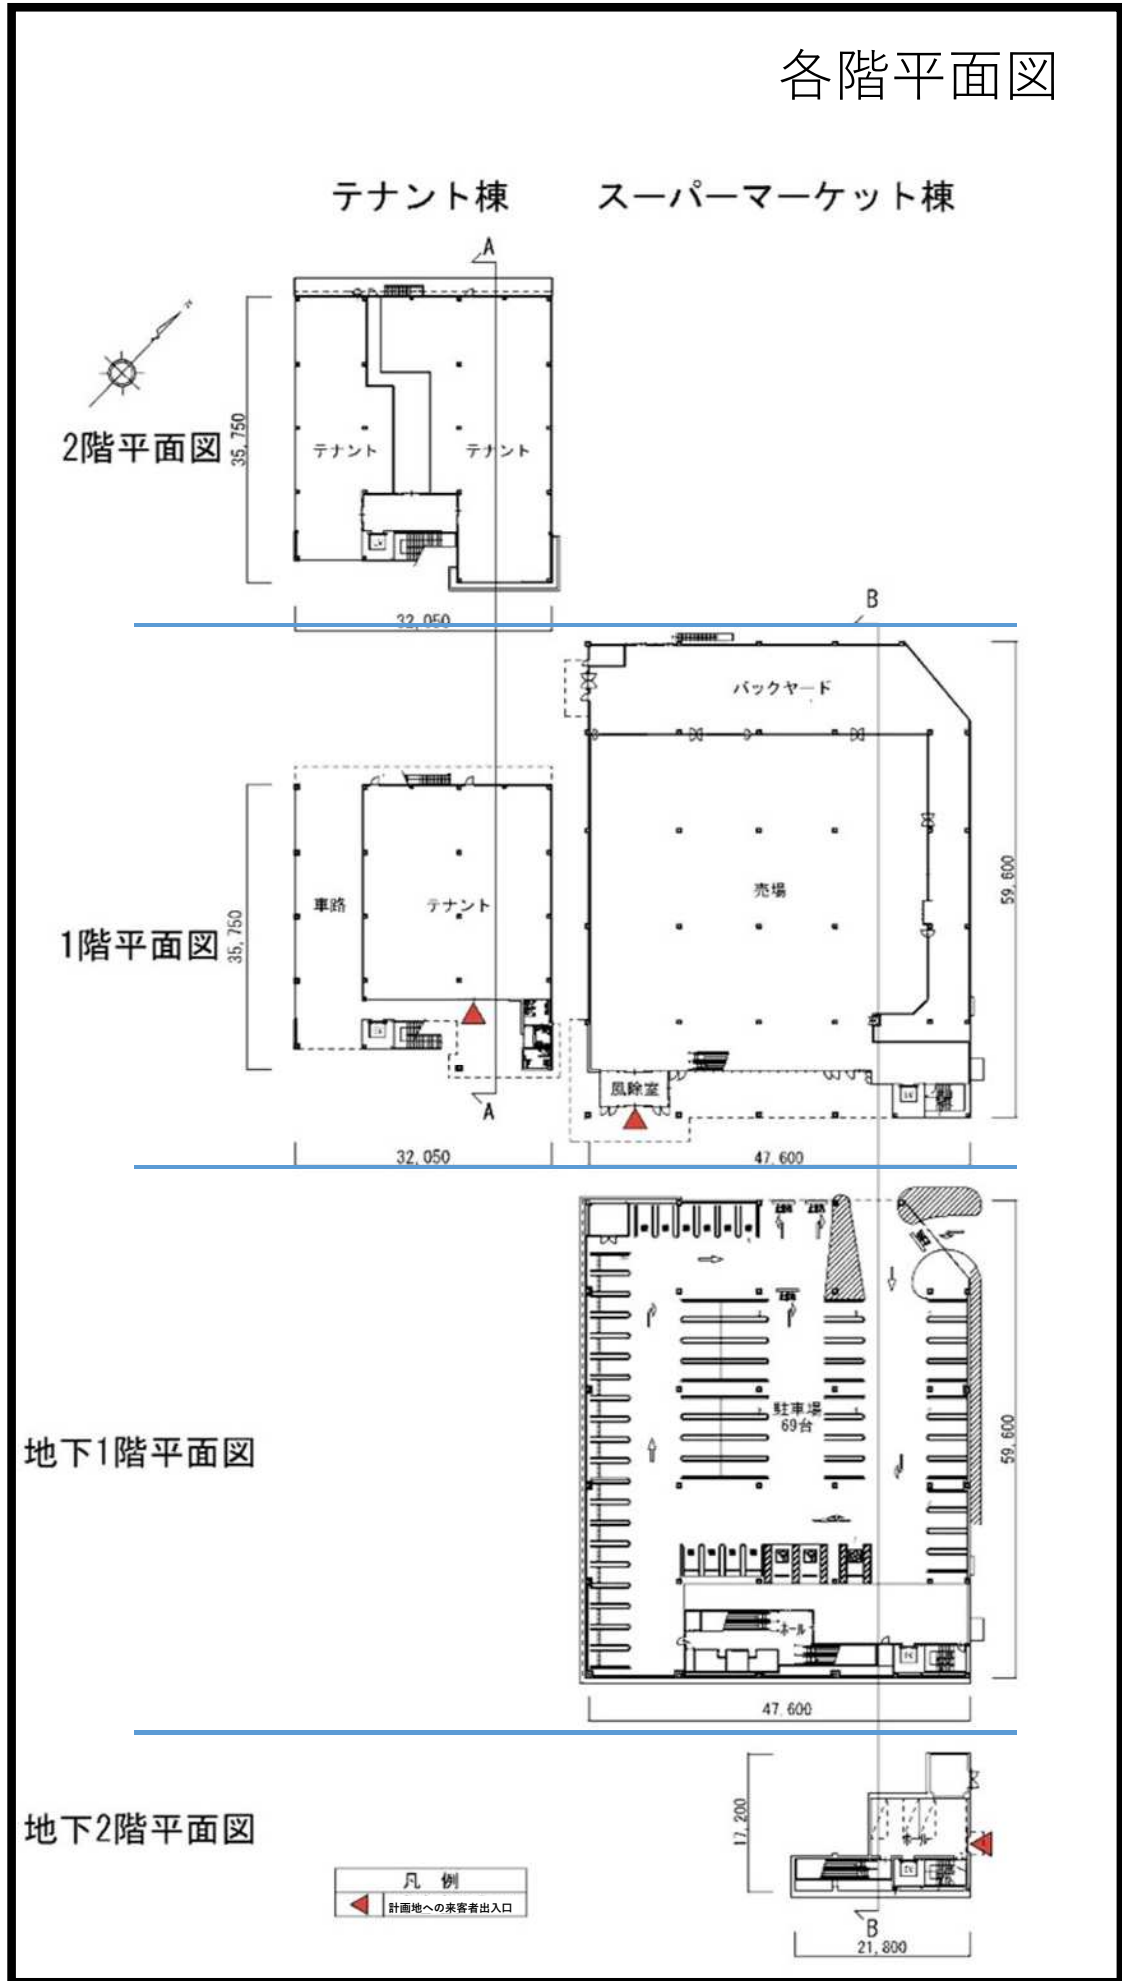 各階平面図
テナント棟
スーパーマーケット棟
A
2階平面図
35,750
テナント
テナント
32,050
B
バックヤード
1階平面図
35,750
車路
テナント
売場
59,600
風除室
A
32,050
47,600
地下1階平面図
駐車場
69台
59,600
ホール
47,600
地下2階平面図
17,200
ホール
凡 例
計画地への来客者出入口
B
21,800